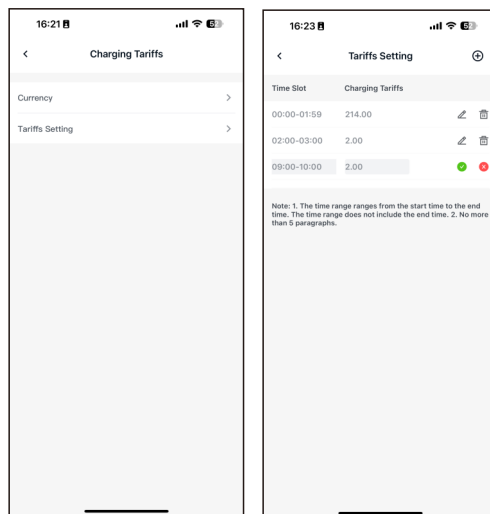 16:21
Charging Tariffs
Currency
Tariffs Setting
16:23
Tariffs Setting
Time Slot Charging Tariffs
00:00-01:59 214.00
02:00-03:00 2.00
09:00-10:00 2.00
Note: 1. The time range ranges from the start time to the end
time. The time range does not include the end time. 2. No more
than 5 paragraphs.